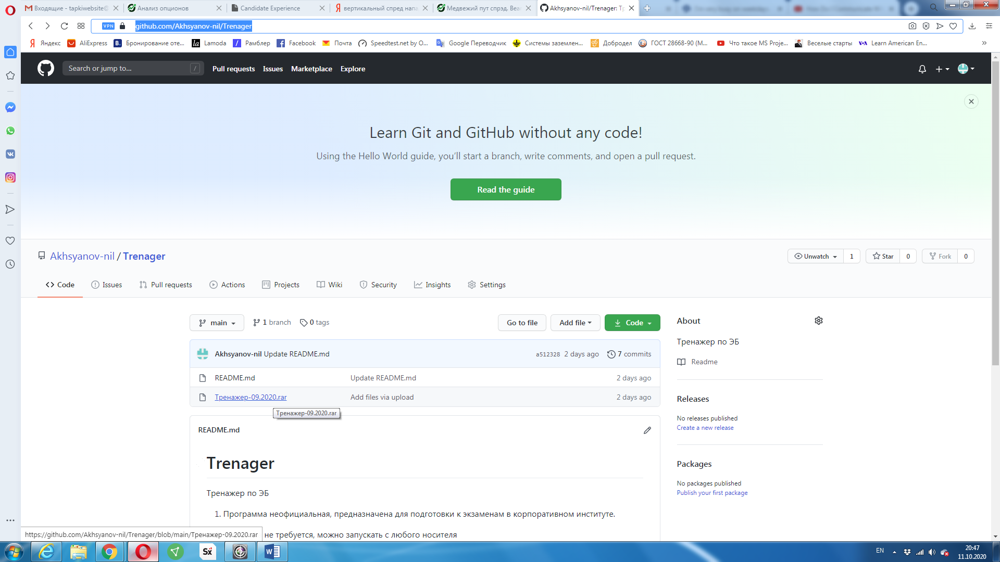 Входящие - tapkiwebsite@
Анализ опционов
Candidate Experience
вертикальный спред напа
Медвежий пут спрэд. Bear
Akhsyanov-nil/Trenager: Тр
VPN
github.com/Akhsyanov-nil/Trenager
Яндекс
AliExpress
Бронирование оте...
Lamoda
Рамблер
Facebook
Почта
Speedtest.net by O...
Google Переводчик
Системы заземлен...
Добродел
ГОСТ 28668-90 (М...
Что такое MS Proje...
Веселые старты
Learn American En...
Search or jump to...
/
Pull requests
Issues
Marketplace
Explore
Learn Git and GitHub without any code!
Using the Hello World guide, you’ll start a branch, write comments, and open a pull request.
Read the guide
Akhsyanov-nil / Trenager
Unwatch
1
Star
0
Fork
0
Code
Issues
Pull requests
Actions
Projects
Wiki
Security
Insights
Settings
main
1 branch
0 tags
Go to file
Add file
Code
About
Тренажер по ЭБ
Readme
Akhsyanov-nil Update README.md
a512328 2 days ago
7 commits
README.md
Update README.md
2 days ago
Тренажер-09.2020.rar
Add files via upload
2 days ago
Тренажер-09.2020.rar
Releases
No releases published
Create a new release
Packages
No packages published
Publish your first package
README.md
Trenager
Тренажер по ЭБ
1. Программа неофициальная, предназначена для подготовки к экзаменам в корпоративном институте.
не требуется, можно запускать с любого носителя
https://github.com/Akhsyanov-nil/Trenager/blob/main/Тренажер-09.2020.rar
Sx
EN
20:47
11.10.2020